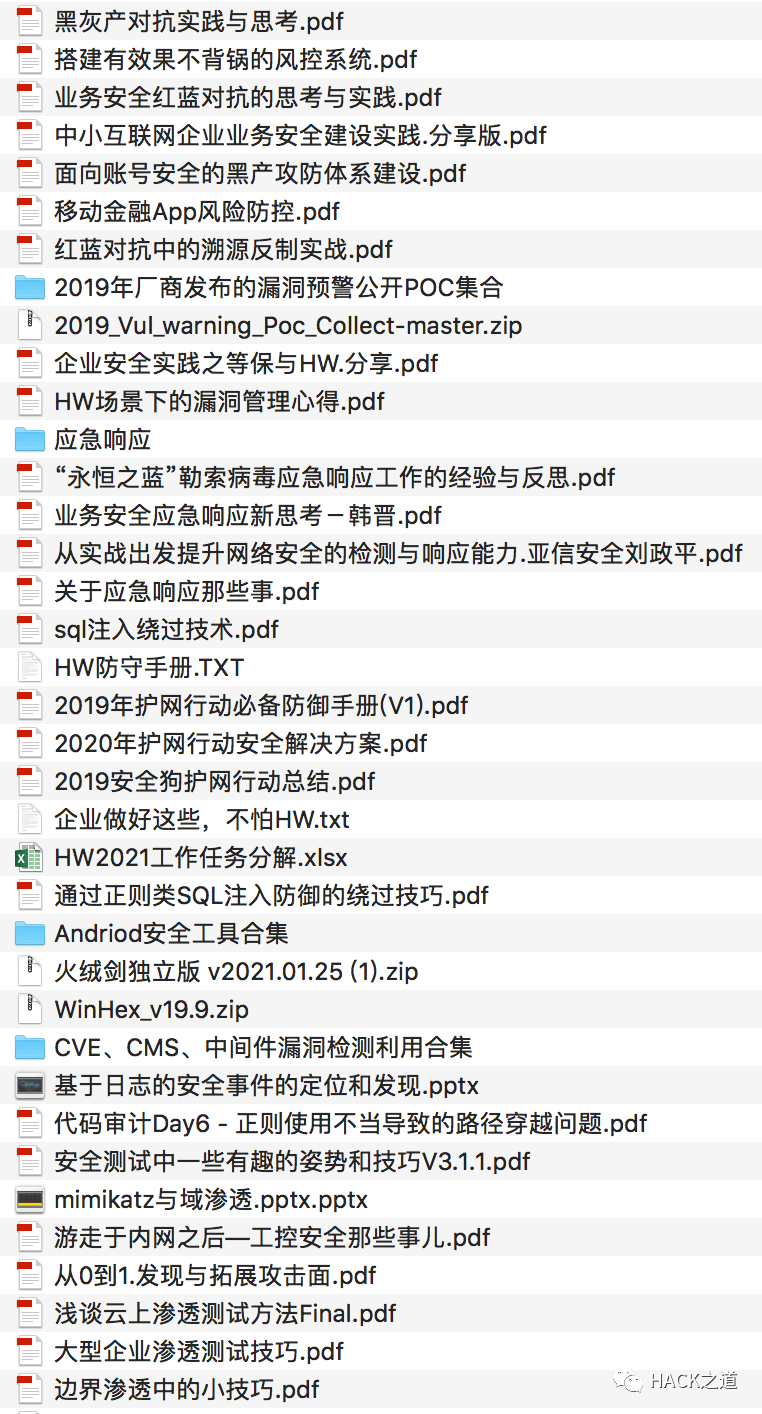 黑灰产对抗实践与思考.pdf
搭建有效果不背锅的风控系统.pdf
业务安全红蓝对抗的思考与实践.pdf
中小互联网企业业务安全建设实践.分享版.pdf
面向账号安全的黑产攻防体系建设.pdf
移动金融App风险防控.pdf
红蓝对抗中的溯源反制实战.pdf
2019年厂商发布的漏洞预警公开POC集合
2019_Vul_warning_Poc_Collect-master.zip
企业安全实践之等保与HW.分享.pdf
HW场景下的漏洞管理心得.pdf
应急响应
“永恒之蓝”勒索病毒应急响应工作的经验与反思.pdf
业务安全应急响应新思考－韩晋.pdf
从实战出发提升网络安全的检测与响应能力.亚信安全刘政平.pdf
关于应急响应那些事.pdf
sql注入绕过技术.pdf
HW防守手册.TXT
2019年护网行动必备防御手册(V1).pdf
2020年护网行动安全解决方案.pdf
2019安全狗护网行动总结.pdf
企业做好这些，不怕HW.txt
HW2021工作任务分解.xlsx
通过正则类SQL注入防御的绕过技巧.pdf
Andriod安全工具合集
火绒剑独立版 v2021.01.25 (1).zip
WinHex_v19.9.zip
CVE、CMS、中间件漏洞检测利用合集
基于日志的安全事件的定位和发现.pptx
代码审计Day6 - 正则使用不当导致的路径穿越问题.pdf
安全测试中一些有趣的姿势和技巧V3.1.1.pdf
mimikatz与域渗透.pptx.pptx
游走于内网之后—工控安全那些事儿.pdf
从0到1.发现与拓展攻击面.pdf
浅谈云上渗透测试方法Final.pdf
大型企业渗透测试技巧.pdf
边界渗透中的小技巧.pdf
HACK之道